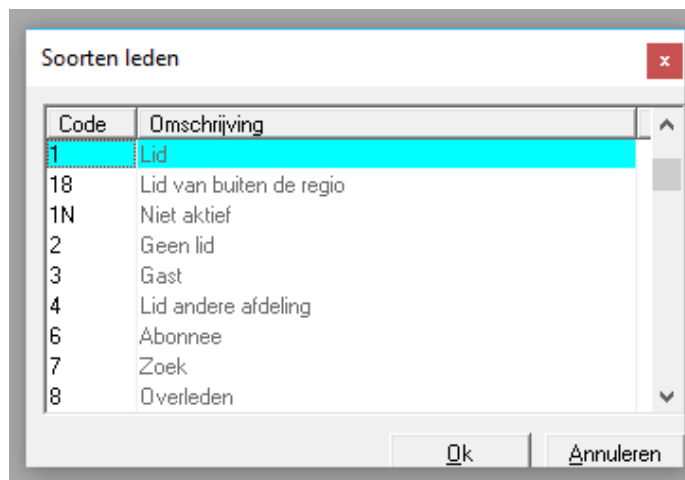 Soorten leden
x
Code Omschrijving
1 Lid
18 Lid van buiten de regio
1N Niet aktief
2 Geen lid
3 Gast
4 Lid andere afdeling
6 Abonnee
7 Zoek
8 Overleden
Ok Annuleren